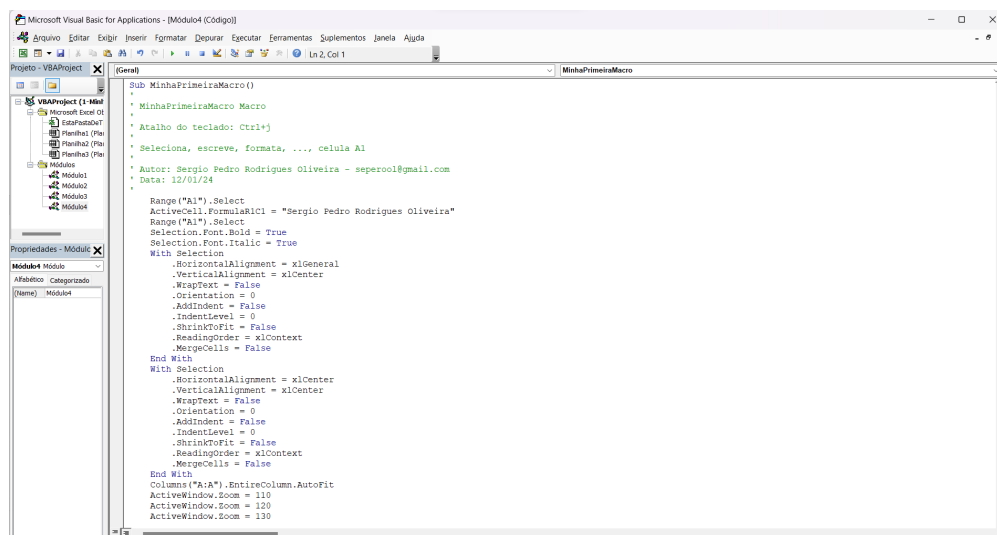 Microsoft Visual Basic for Applications - [Módulo4 (Código)]
Arquivo Editar Exibir Inserir Formatar Depurar Executar Ferramentas Suplementos Janela Ajuda
Ln 2, Col 1
Projeto - VBAProject
(Geral)
MinhaPrimeiraMacro
VBAProject (1-Minh
Microsoft Excel Ob
EstaPastaDeT
Planilha1 (Plan
Planilha2 (Plan
Planilha3 (Plan
Módulos
Módulo1
Módulo2
Módulo3
Módulo4
Propriedades - Módulo
Módulo4 Módulo
Alfabético Categorizado
(Name) Módulo4
Sub MinhaPrimeiraMacro()
'
' MinhaPrimeiraMacro Macro
'
' Atalho do teclado: Ctrl+j
'
' Seleciona, escreve, formata, ..., celula A1
'
' Autor: Sergio Pedro Rodrigues Oliveira - seperool@gmail.com
' Data: 12/01/24
'
Range("A1").Select
ActiveCell.FormulaR1C1 = "Sergio Pedro Rodrigues Oliveira"
Range("A1").Select
Selection.Font.Bold = True
Selection.Font.Italic = True
With Selection
.HorizontalAlignment = xlGeneral
.VerticalAlignment = xlCenter
.WrapText = False
.Orientation = 0
.AddIndent = False
.IndentLevel = 0
.ShrinkToFit = False
.ReadingOrder = xlContext
.MergeCells = False
End With
With Selection
.HorizontalAlignment = xlCenter
.VerticalAlignment = xlCenter
.WrapText = False
.Orientation = 0
.AddIndent = False
.IndentLevel = 0
.ShrinkToFit = False
.ReadingOrder = xlContext
.MergeCells = False
End With
Columns("A:A").EntireColumn.AutoFit
ActiveWindow.Zoom = 110
ActiveWindow.Zoom = 120
ActiveWindow.Zoom = 130